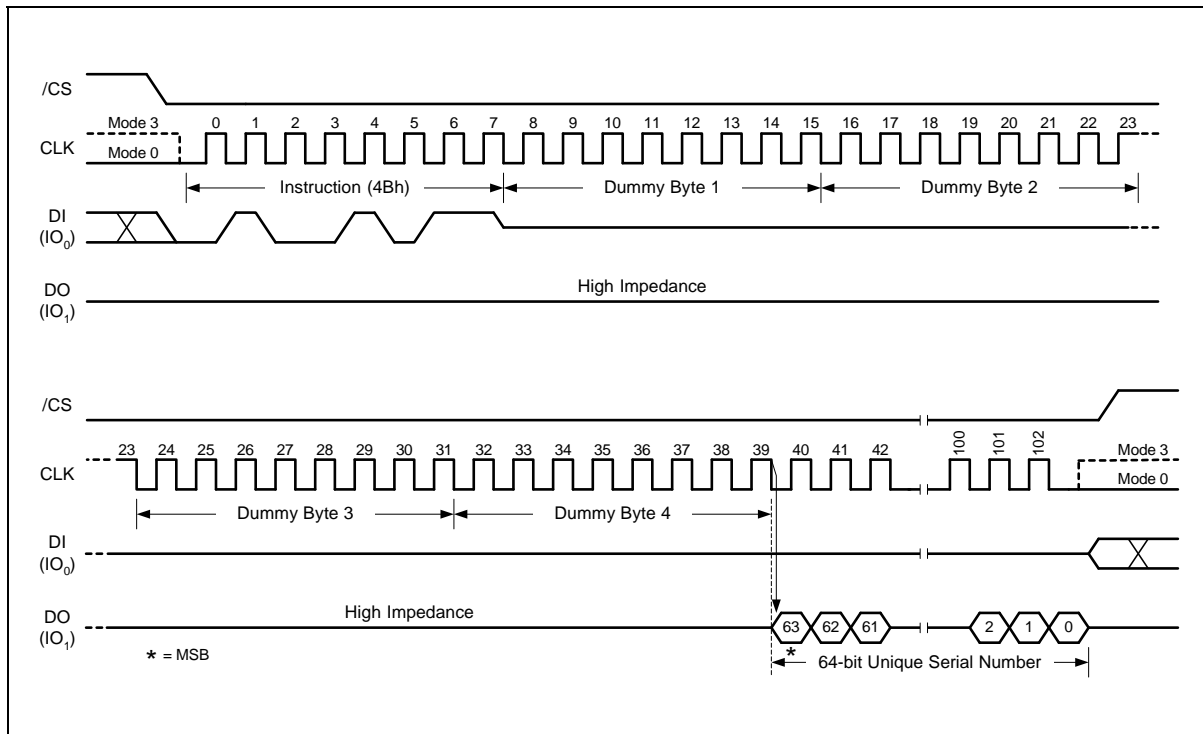 /CS
Mode 3 0 1 2 3 4 5 6 7 8 9 10 11 12 13 14 15 16 17 18 19 20 21 22 23
CLK
Mode 0
Instruction (4Bh) Dummy Byte 1 Dummy Byte 2
DI
(IO0)
High Impedance
DO
(IO1)
/CS
23 24 25 26 27 28 29 30 31 32 33 34 35 36 37 38 39 40 41 42 100 101 102 Mode 3
CLK
Mode 0
Dummy Byte 3 Dummy Byte 4
DI
(IO0)
High Impedance
DO
(IO1)
63 62 61 2 1 0
* = MSB
*
64-bit Unique Serial Number